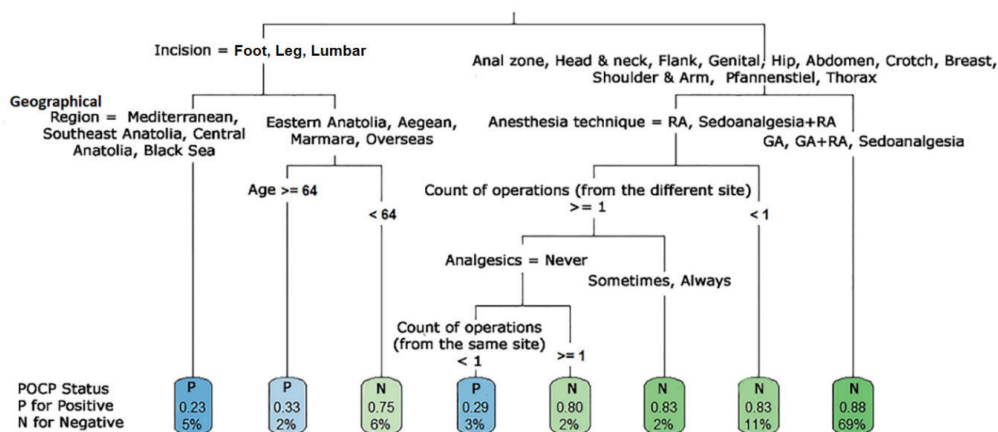 Incision = Foot, Leg, Lumbar
Anal zone, Head & neck, Flank, Genital, Hip, Abdomen, Crotch, Breast,
Shoulder & Arm, Pfannenstiel, Thorax
Geographical
Region = Mediterranean,
Southeast Anatolia, Central
Anatolia, Black Sea
Eastern Anatolia, Aegean,
Marmara, Overseas
Anesthesia technique = RA, Sedoanalgesia+RA
GA, GA+RA, Sedoanalgesia
Age >= 64
< 64
Count of operations (from the different site)
>= 1
< 1
Analgesics = Never
Sometimes, Always
Count of operations
(from the same site)
< 1
>= 1
POCP Status
P for Positive
N for Negative
P
0.23
5%
P
0.33
2%
N
0.75
6%
P
0.29
3%
N
0.80
2%
N
0.83
2%
N
0.83
11%
N
0.88
69%